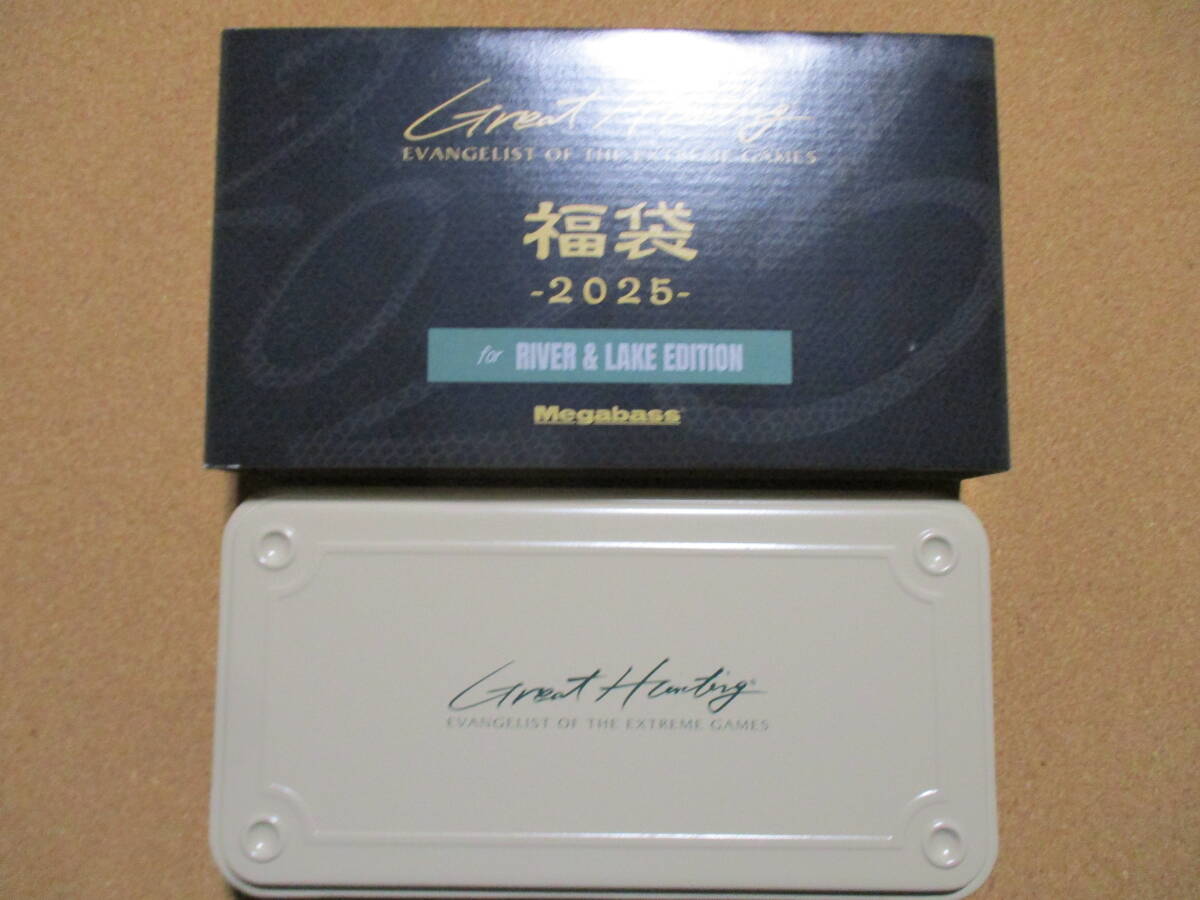 Great Hunting
EVANGELIST OF THE EXTREME GAMES
福袋
-2025-
for RIVER & LAKE EDITION
Megabass
Great Hunting®
EVANGELIST OF THE EXTREME GAMES